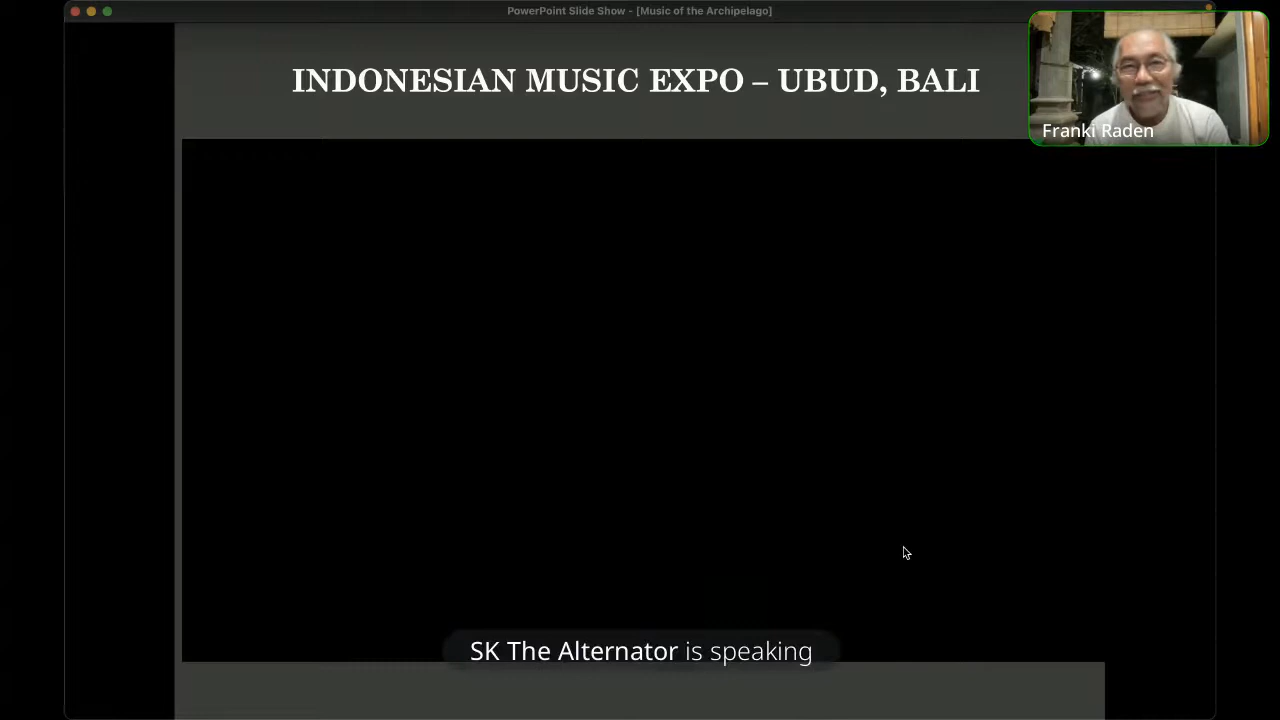 PowerPoint Slide Show - [Music of the Archipelago]
INDONESIAN MUSIC EXPO – UBUD, BALI
Franki Raden
SK The Alternator is speaking